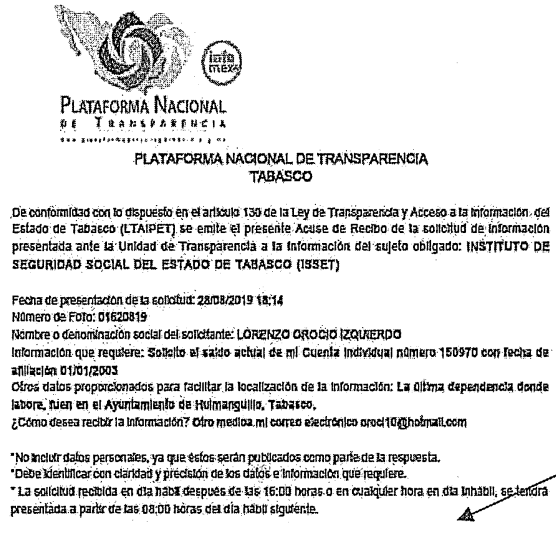 info
mex
PLATAFORMA NACIONAL
DE TRANSPARENCIA
PLATAFORMA NACIONAL DE TRANSPARENCIA
TABASCO
De conformidad con lo dispuesto en el artículo 130 de la Ley de Transparencia y Acceso a la Información del
Estado de Tabasco (LTAIPET) se emite el presente Acuse de Recibo de la solicitud de información
presentada ante la Unidad de Transparencia a la Información del sujeto obligado: INSTITUTO DE
SEGURIDAD SOCIAL DEL ESTADO DE TABASCO (ISSET)
Fecha de presentación de la solicitud: 28/08/2019 18:14
Número de Folio: 01620819
Nombre o denominación social del solicitante: LORENZO OROCIO IZQUIERDO
Información que requiere: Solicito el saldo actual de mi Cuenta Individual número 150970 con fecha de
afiliación 01/01/2003
Otros datos proporcionados para facilitar la localización de la información: La última dependencia donde
labore, fuen en el Ayuntamiento de Huimanguillo, Tabasco.
¿Cómo desea recibir la información? Otro medioa.mi correo electrónico oroci10@hotmail.com
*No incluir datos personales, ya que éstos serán publicados como parte de la respuesta.
*Debe identificar con claridad y precisión de los datos e información que requiere.
* La solicitud recibida en día hábil después de las 16:00 horas o en cualquier hora en día inhábil, se tendrá
presentada a partir de las 08:00 horas del día hábil siguiente.